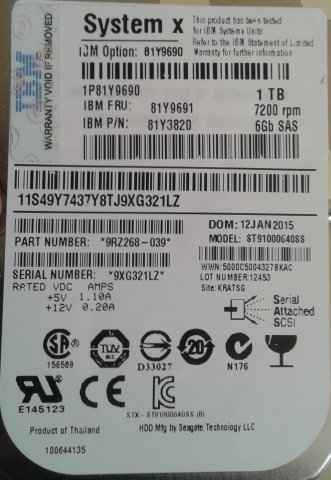 WARRANTY VOID IF REMOVED
IBM
System x
This product has been tested
for IBM System x Units
Refer to the IBM Statement of Limited
Warranty for further information
IBM Option: 81Y9690
1P81Y9690
1 TB
IBM FRU: 81Y9691
7200 rpm
IBM P/N: 81Y3820
6Gb SAS
11S49Y7437Y8TJ9XG321LZ
DOM: 12JAN2015
PART NUMBER: *9RZ268-039*
MODEL: ST91000640SS
SERIAL NUMBER: *9XG321LZ*
WWN: 5000C50043278KAC
LOT NUMBER: 12453
Site: KRATSG
RATED VDC AMPS
+5V 1.10A
+12V 0.20A
Serial
Attached
SCSI
156589
TUV
D33027
20
N176
E145123
CE
STX-ST91000640SS (B)
Product of Thailand
HDD Mfg by Seagate Technology LLC
100644135